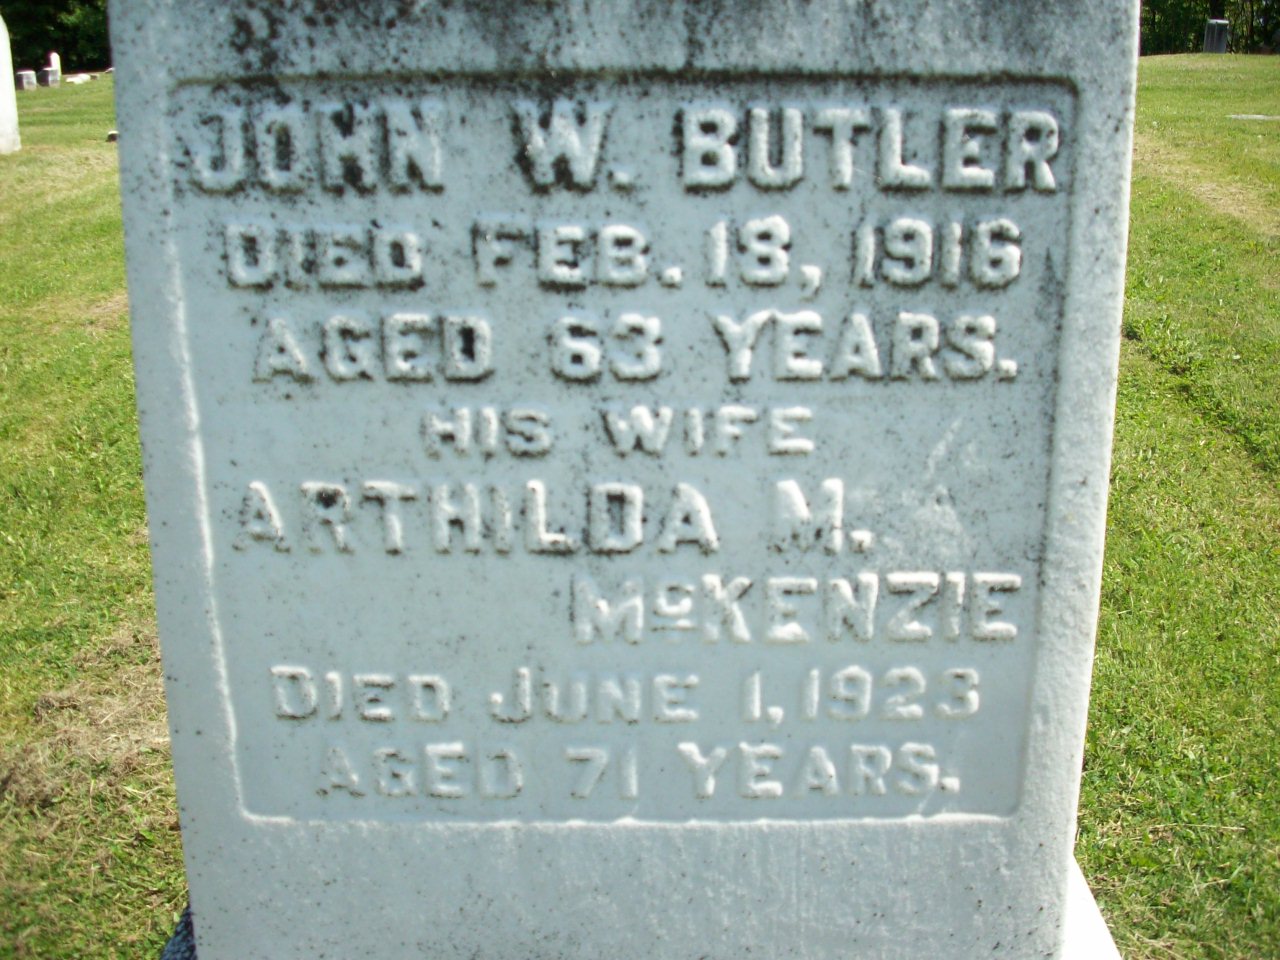 JOHN W. BUTLER
DIED FEB. 18, 1916
AGED 63 YEARS.
HIS WIFE
ARTHILDA M.
McKENZIE
DIED JUNE 1, 1923
AGED 71 YEARS.